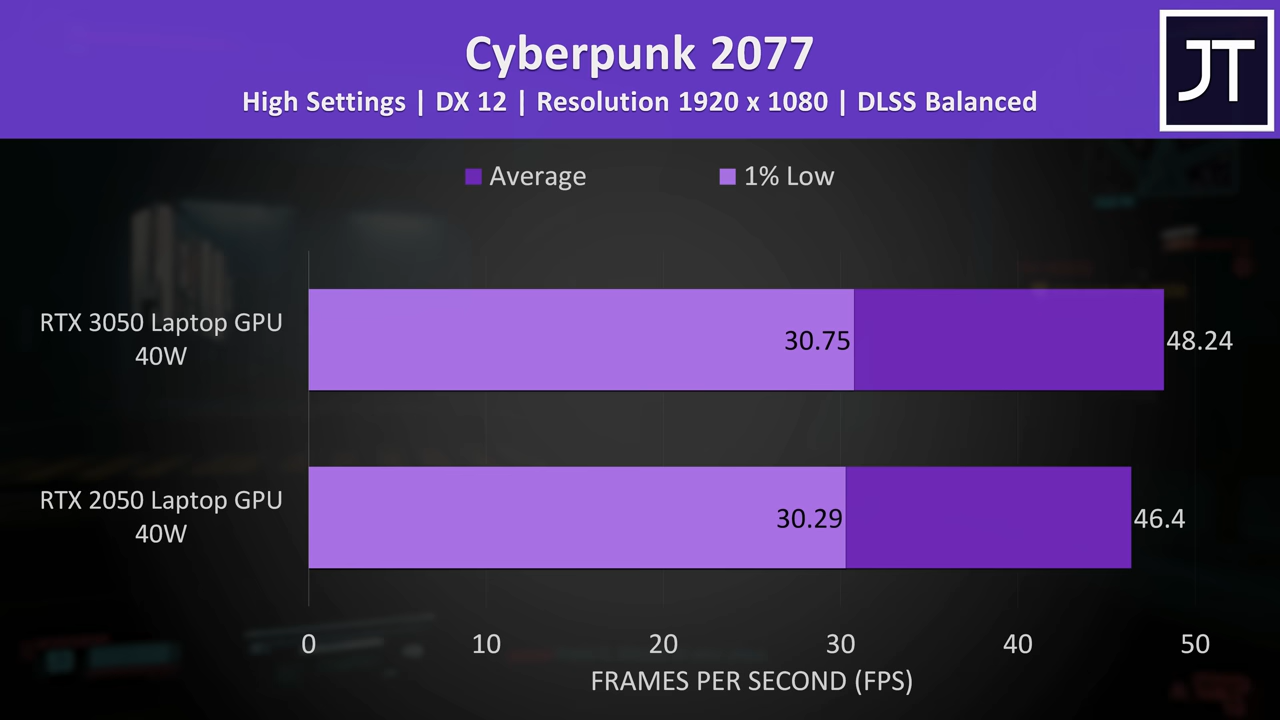 Cyberpunk 2077
High Settings | DX 12 | Resolution 1920 x 1080 | DLSS Balanced
JT
Average
1% Low
RTX 3050 Laptop GPU
40W
30.75
48.24
RTX 2050 Laptop GPU
40W
30.29
46.4
0 10 20 30 40 50
FRAMES PER SECOND (FPS)